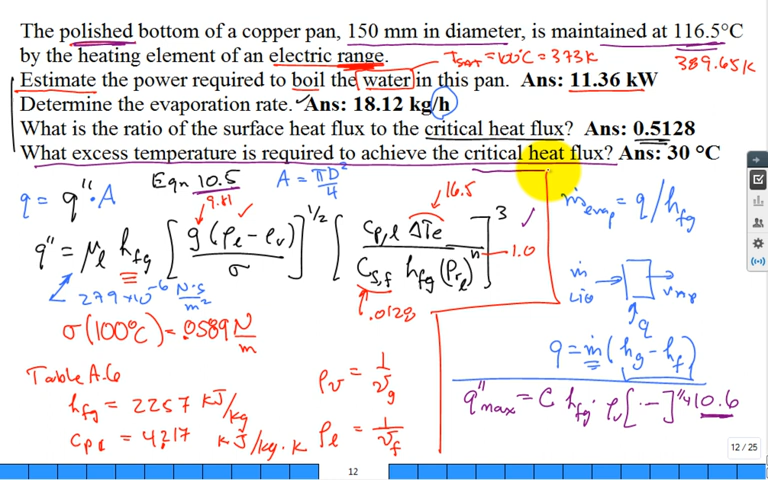 The polished bottom of a copper pan, 150 mm in diameter, is maintained at 116.5°C
by the heating element of an electric range.
Tsat = 100°C = 373K
389.65K
Estimate the power required to boil the water in this pan. Ans: 11.36 kW
Determine the evaporation rate. Ans: 18.12 kg/h
What is the ratio of the surface heat flux to the critical heat flux? Ans: 0.5128
What excess temperature is required to achieve the critical heat flux? Ans: 30 °C
q = q"·A
Eqn 10.5
A = πD²/4
9.81
16.5
q" = μℓ hfg [g(ρℓ-ρv)/σ]^1/2 [Cp,ℓ ΔTe / Cs,f hfg (Prℓ)^n]^3
1.0
.0128
279×10^-6 N·s/m²
σ(100°C) = .0589 N/m
Table A.6
hfg = 2257 kJ/kg
ρv = 1/vg
ρℓ = 1/vf
ṁevap = q/hfg
ṁ
Liq
vap
q
q = ṁ(hg - hf)
q"max = C hfg · ρv [· —]^1/4
10.6
12 / 25
12